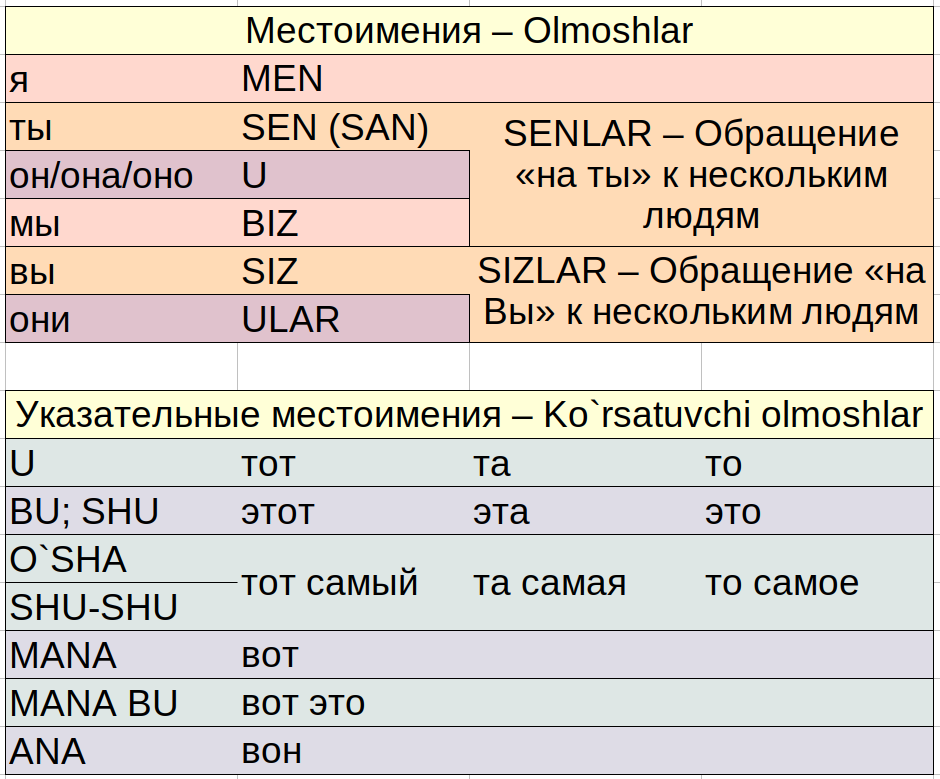 Местоимения – Olmoshlar
я MEN
ты SEN (SAN)
SENLAR – Обращение
«на ты» к нескольким
людям
он/она/оно U
мы BIZ
вы SIZ
SIZLAR – Обращение «на
Вы» к нескольким людям
они ULAR
Указательные местоимения – Ko`rsatuvchi olmoshlar
U тот та то
BU; SHU этот эта это
O`SHA
SHU-SHU
тот самый та самая то самое
MANA вот
MANA BU вот это
ANA вон